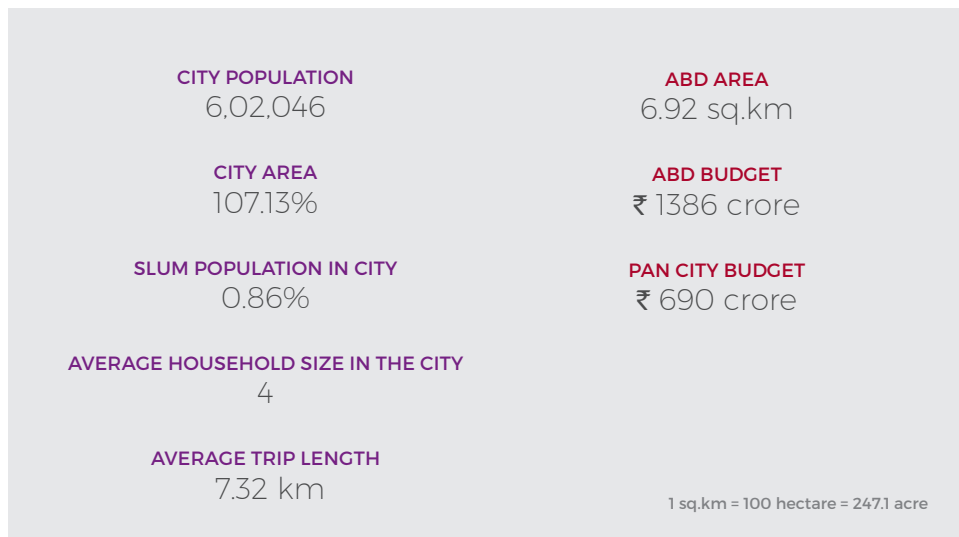 CITY POPULATION
6,02,046
CITY AREA
107.13%
SLUM POPULATION IN CITY
0.86%
AVERAGE HOUSEHOLD SIZE IN THE CITY
4
AVERAGE TRIP LENGTH
7.32 km
ABD AREA
6.92 sq.km
ABD BUDGET
₹ 1386 crore
PAN CITY BUDGET
₹ 690 crore
1 sq.km = 100 hectare = 247.1 acre